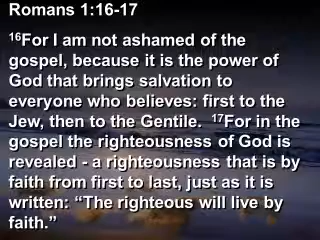 Romans 1:16-17
16For I am not ashamed of the
gospel, because it is the power of
God that brings salvation to
everyone who believes: first to the
Jew, then to the Gentile.  17For in the
gospel the righteousness of God is
revealed - a righteousness that is by
faith from first to last, just as it is
written: “The righteous will live by
faith.”